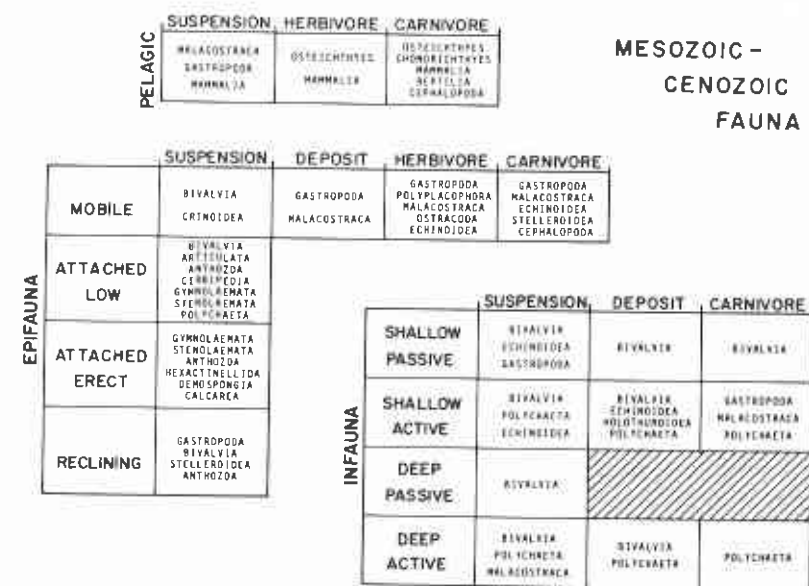 SUSPENSION HERBIVORE CARNIVORE
PELAGIC
MALACOSTRACA
GASTROPODA
MAMMALIA
OSTEICHTHYES
MAMMALIA
OSTEICHTHYES
CHONDRICHTHYES
MAMMALIA
REPTILIA
CEPHALOPODA
MESOZOIC-
CENOZOIC
FAUNA
SUSPENSION DEPOSIT HERBIVORE CARNIVORE
EPIFAUNA
MOBILE
BIVALVIA
CRINOIDEA
GASTROPODA
MALACOSTRACA
GASTROPODA
POLYPLACOPHORA
MALACOSTRACA
OSTRACODA
ECHINOIDEA
GASTROPODA
MALACOSTRACA
ECHINOIDEA
STELLEROIDEA
CEPHALOPODA
ATTACHED
LOW
BIVALVIA
ARTICULATA
ANTHOZOA
CIRRIPEDIA
GYMNOLAEMATA
STENOLAEMATA
POLYCHAETA
ATTACHED
ERECT
GYMNOLAEMATA
STENOLAEMATA
ANTHOZOA
HEXACTINELLIDA
DEMOSPONGIA
CALCAREA
RECLINING
GASTROPODA
BIVALVIA
STELLEROIDEA
ANTHOZOA
SUSPENSION DEPOSIT CARNIVORE
INFAUNA
SHALLOW
PASSIVE
BIVALVIA
ECHINOIDEA
GASTROPODA
BIVALVIA
BIVALVIA
SHALLOW
ACTIVE
BIVALVIA
POLYCHAETA
ECHINOIDEA
BIVALVIA
ECHINOIDEA
HOLOTHUROIDEA
POLYCHAETA
GASTROPODA
MALACOSTRACA
POLYCHAETA
DEEP
PASSIVE
BIVALVIA
DEEP
ACTIVE
BIVALVIA
POLYCHAETA
MALACOSTRACA
BIVALVIA
POLYCHAETA
POLYCHAETA